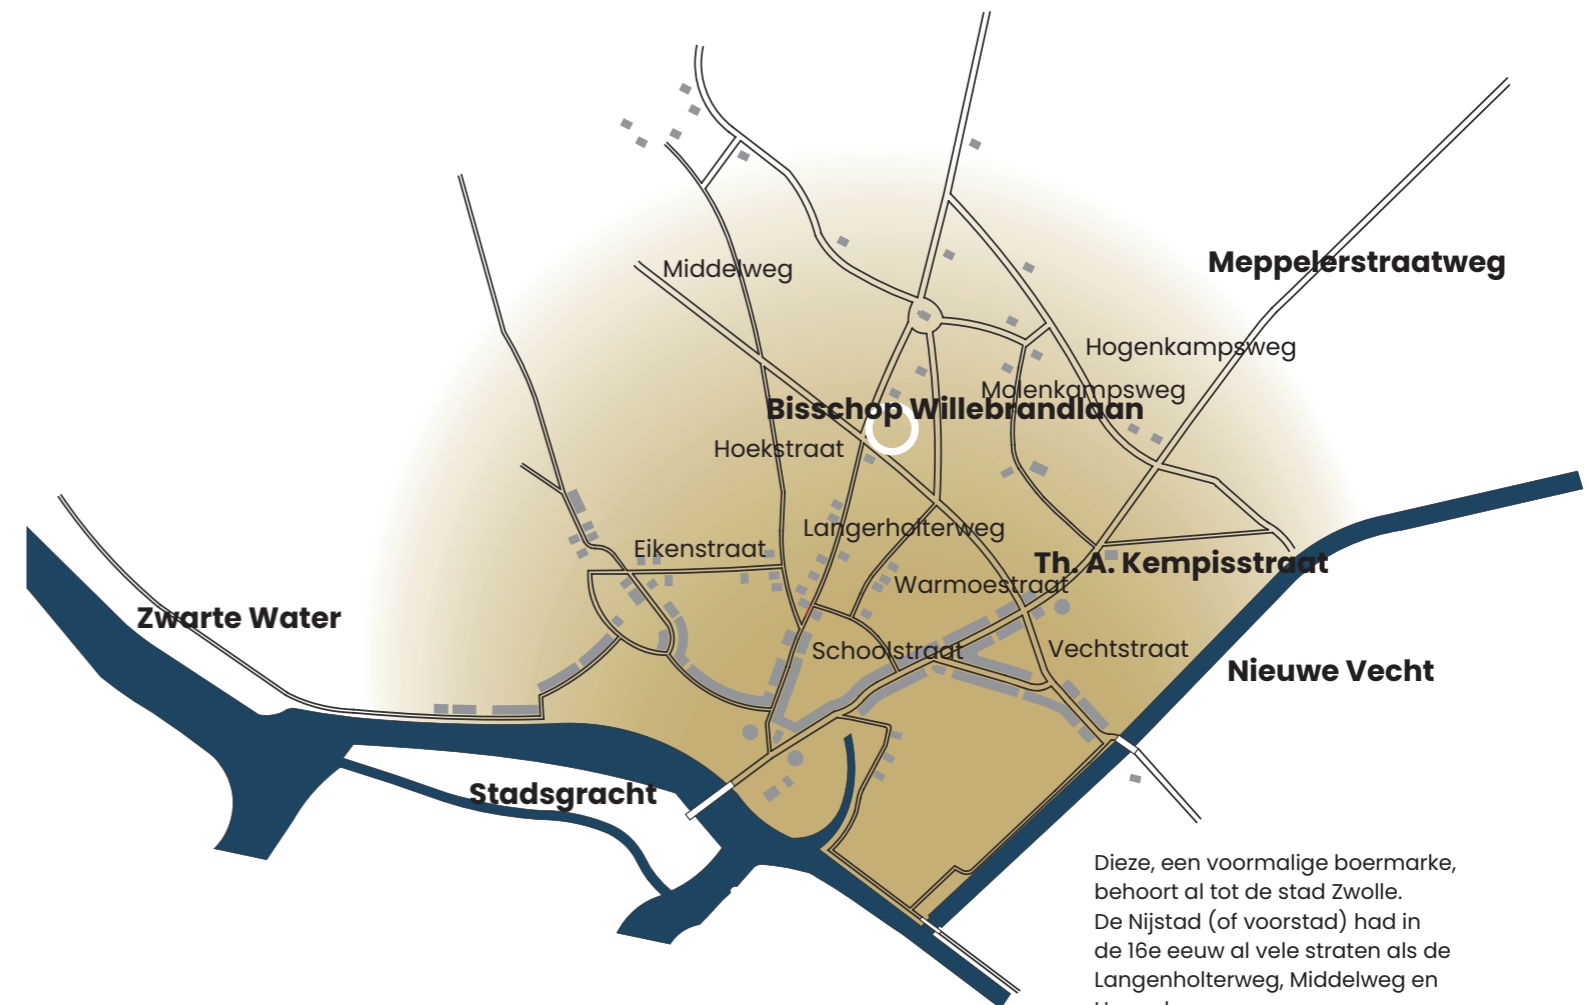 Middelweg
Meppelerstraatweg
Hogenkampsweg
Molenkampsweg
Bisschop Willebrandlaan
Hoekstraat
Langerholterweg
Eikenstraat
Th. A. Kempisstraat
Warmoestraat
Zwarte Water
Schoolstraat
Vechtstraat
Nieuwe Vecht
Stadsgracht
Dieze, een voormalige boermarke,
behoort al tot de stad Zwolle.
De Nijstad (of voorstad) had in
de 16e eeuw al vele straten als de
Langenholterweg, Middelweg en